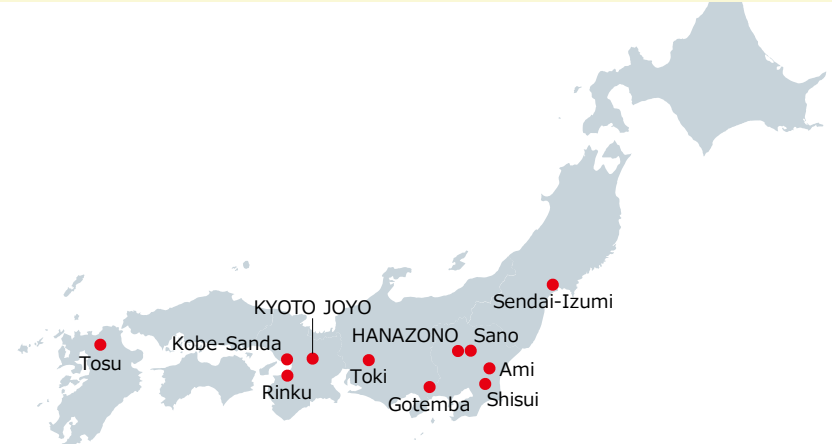 Sendai-Izumi
KYOTO JOYO
HANAZONO
Sano
Kobe-Sanda
Tosu
Toki
Ami
Rinku
Gotemba
Shisui